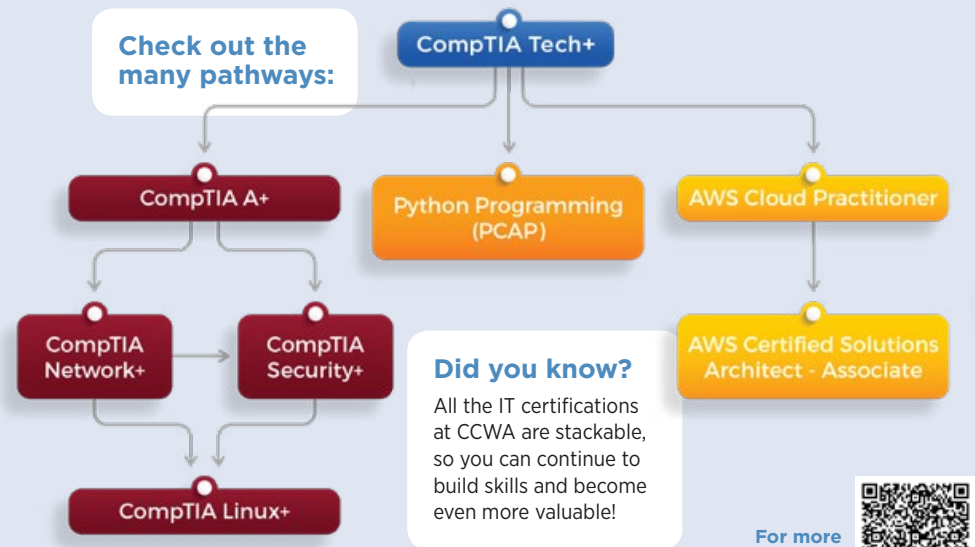 Check out the
many pathways:
CompTIA Tech+
CompTIA A+
Python Programming
(PCAP)
AWS Cloud Practitioner
CompTIA
Network+
CompTIA
Security+
AWS Certified Solutions
Architect - Associate
CompTIA Linux+
Did you know?
All the IT certifications
at CCWA are stackable,
so you can continue to
build skills and become
even more valuable!
For more